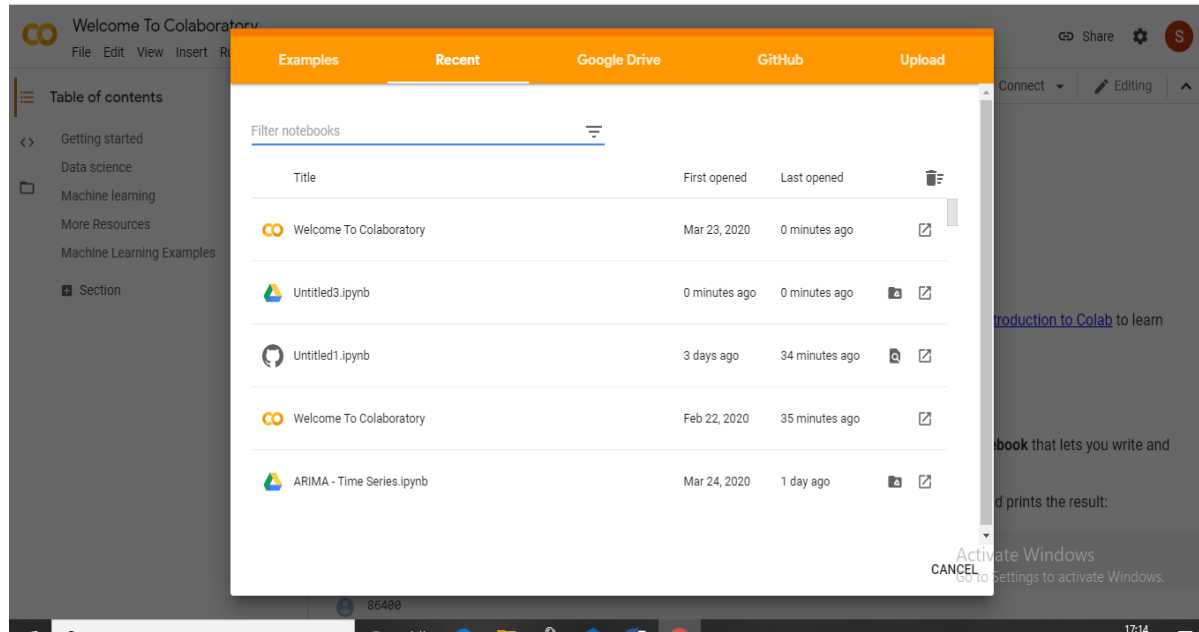 Welcome To Colaboratory
File Edit View Insert
Share
S
Examples Recent Google Drive GitHub Upload
Connect Editing
Table of contents
Getting started
Data science
Machine learning
More Resources
Machine Learning Examples
Section
Filter notebooks
Title First opened Last opened
Welcome To Colaboratory Mar 23, 2020 0 minutes ago
Untitled3.ipynb 0 minutes ago 0 minutes ago
troduction to Colab to learn
Untitled1.ipynb 3 days ago 34 minutes ago
Welcome To Colaboratory Feb 22, 2020 35 minutes ago
ebook that lets you write and
ARIMA - Time Series.ipynb Mar 24, 2020 1 day ago
d prints the result:
Activate Windows
CANCEL
Go to Settings to activate Windows.
86400
17:14